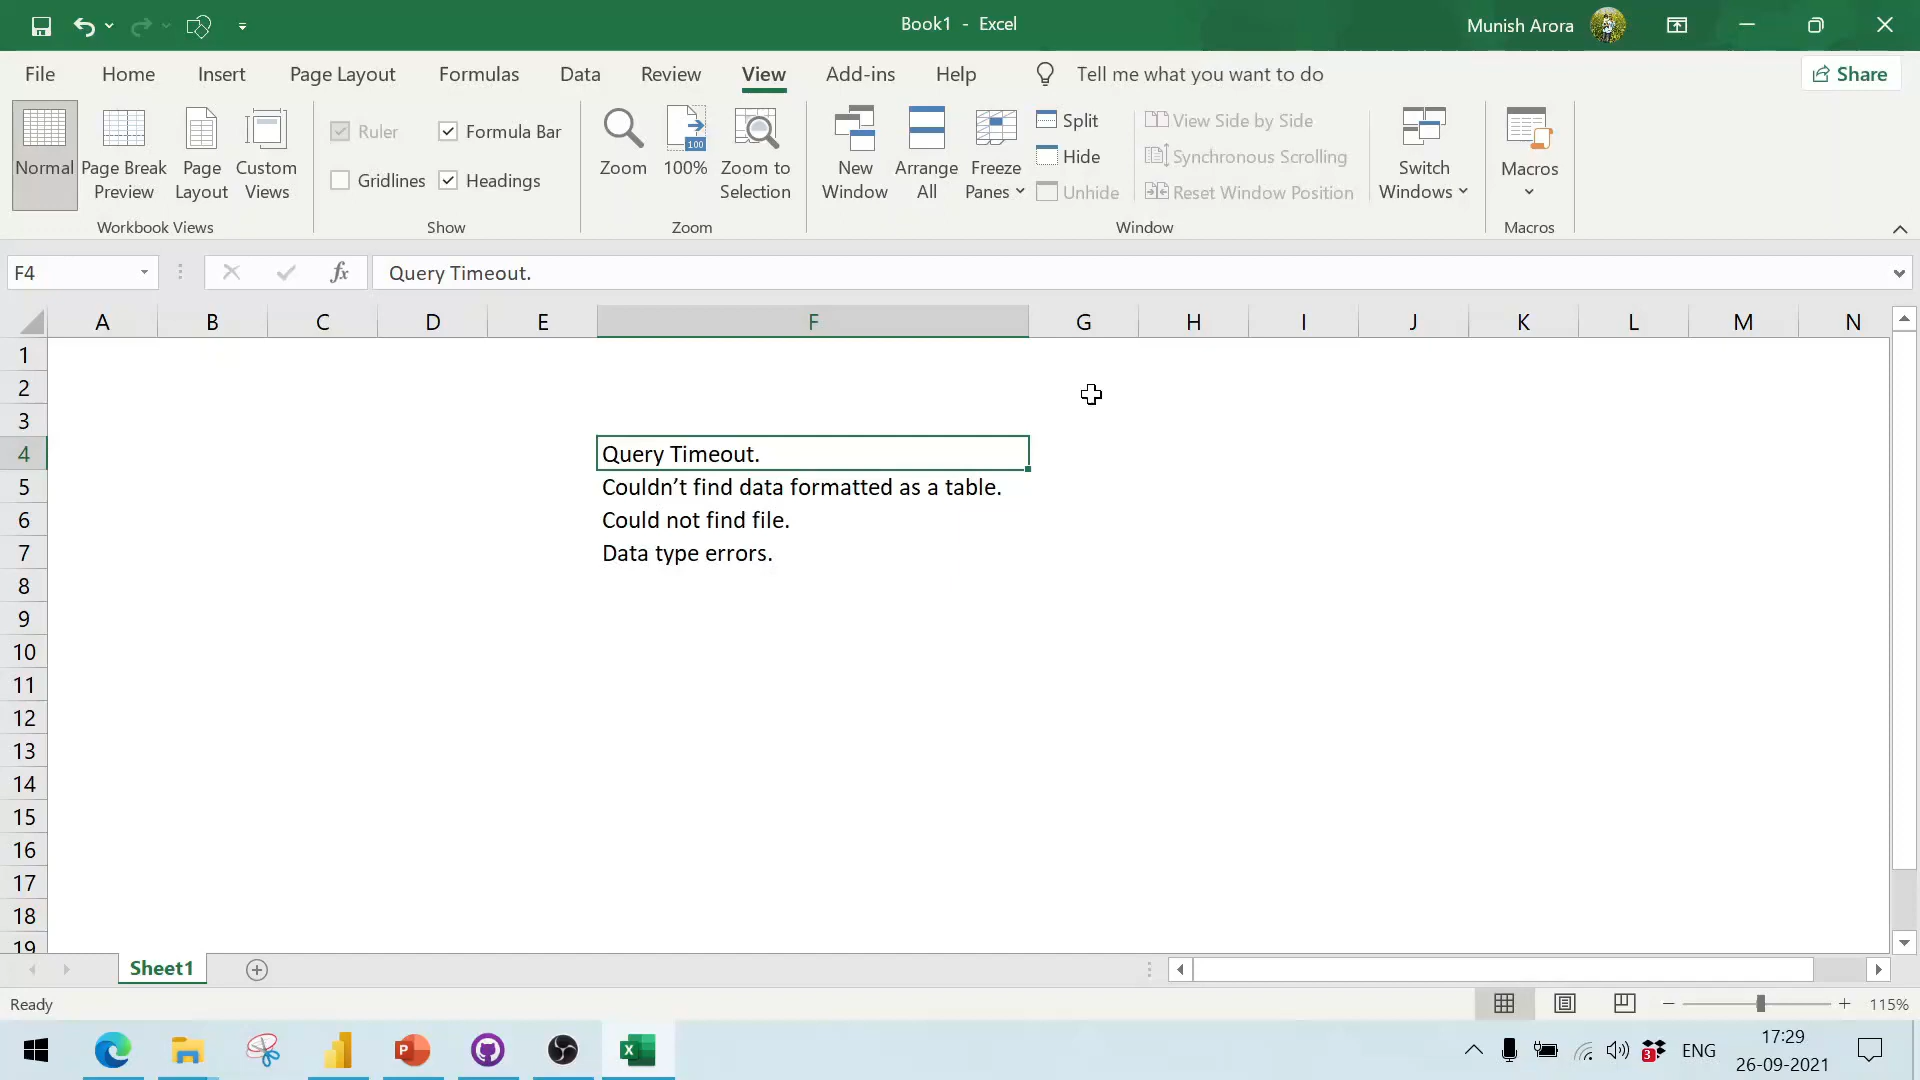 Book1 - Excel
Munish Arora
File Home Insert Page Layout Formulas Data Review View Add-ins Help Tell me what you want to do Share
Normal
Page Break Preview
Page Layout
Custom Views
Workbook Views
Ruler
Formula Bar
Gridlines
Headings
Show
Zoom
100
100%
Zoom to Selection
Zoom
New Window
Arrange All
Freeze Panes
Split
Hide
Unhide
View Side by Side
Synchronous Scrolling
Reset Window Position
Window
Switch Windows
Macros
Macros
F4
fx
Query Timeout.
A B C D E F G H I J K L M N
1
2
3
4 Query Timeout.
5 Couldn’t find data formatted as a table.
6 Could not find file.
7 Data type errors.
8
9
10
11
12
13
14
15
16
17
18
19
Sheet1
Ready
115%
P
X
3
ENG
17:29
26-09-2021